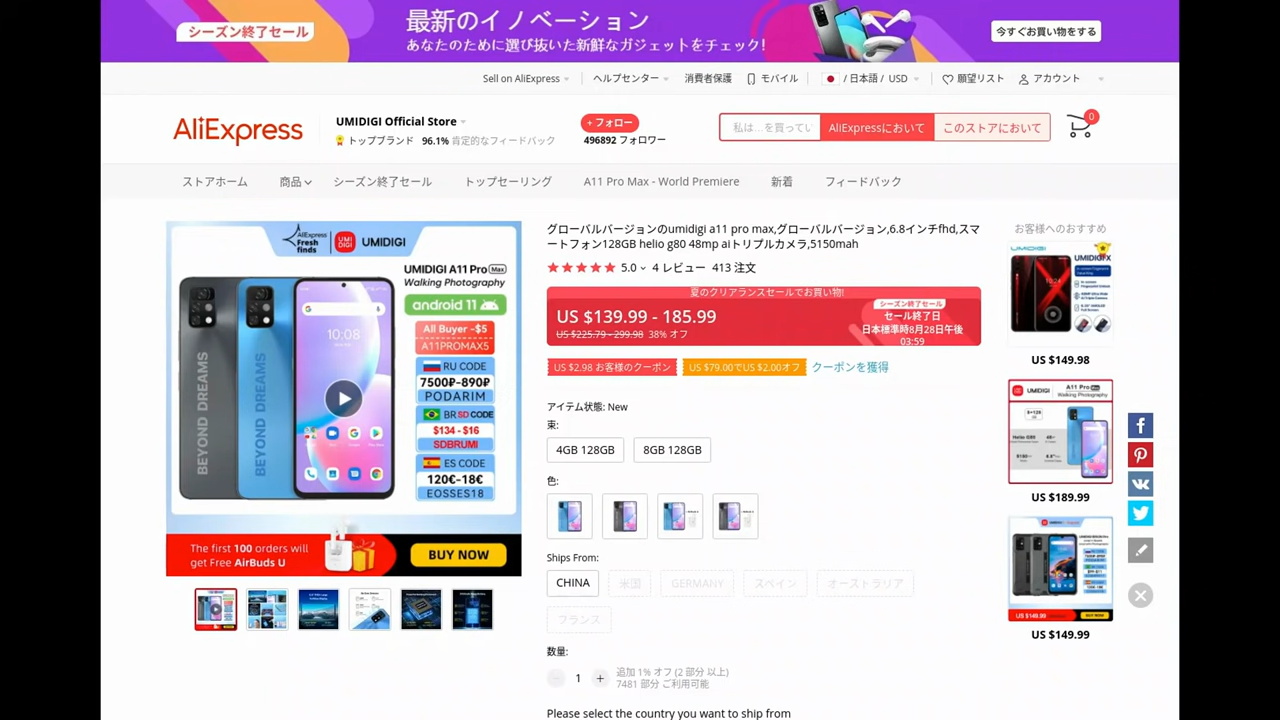 シーズン終了セール
最新のイノベーション
あなたのために選び抜いた新鮮なガジェットをチェック!
今すぐお買い物をする
Sell on AliExpress
ヘルプセンター
消費者保護
モバイル
/ 日本語 / USD
願望リスト
アカウント
AliExpress
UMIDIGI Official Store
トップブランド 96.1% 肯定的なフィードバック
+ フォロー
496892 フォロワー
私は...を買ってい
AliExpressにおいて
このストアにおいて
0
ストアホーム
商品
シーズン終了セール
トップセーリング
A11 Pro Max - World Premiere
新着
フィードバック
AliExpress
Fresh
finds
UMIDIGI
UMIDIGI
UMIDIGI A11 Pro Max
Walking Photography
android 11
All Buyer -$5
A11PROMAX5
RU CODE
7500₽-890₽
PODARIM
BR SD CODE
$134 - $16
SDBRUMI
ES CODE
120€-18€
EOSSES18
10:08
BEYOND DREAMS
BEYOND DREAMS
The first 100 orders will
get Free AirBuds U
BUY NOW
グローバルバージョンのumidigi a11 pro max,グローバルバージョン,6.8インチfhd,スマ
ートフォン128GB helio g80 48mp aiトリプルカメラ,5150mah
5.0
4 レビュー
413 注文
夏のクリアランスセールでお買い物!
US $139.99 - 185.99
US $225.79 - 299.98 38% オフ
シーズン終了セール
セール終了日
日本標準時8月28日午後
03:59
US $2.98 お客様のクーポン
US $79.00でUS $2.00オフ
クーポンを獲得
アイテム状態: New
束:
4GB 128GB
8GB 128GB
色:
Ships From:
CHINA
米国
GERMANY
スペイン
オーストラリア
フランス
数量:
1
+
追加 1% オフ (2 部分 以上)
7481 部分 ご利用可能
Please select the country you want to ship from
お客様へのおすすめ
UMIDIGI
US $149.98
UMIDIGI
A11 Pro Max
Walking Photography
US $189.99
US $149.99
BUY NOW
US $149.99